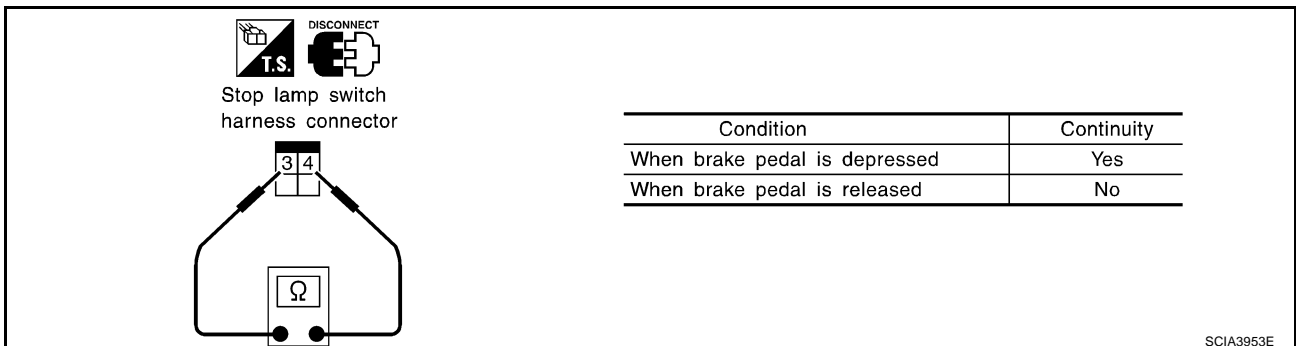 DISCONNECT
T.S.
Stop lamp switch
harness connector
3 4
Ω
Condition Continuity
When brake pedal is depressed Yes
When brake pedal is released No
SCIA3953E